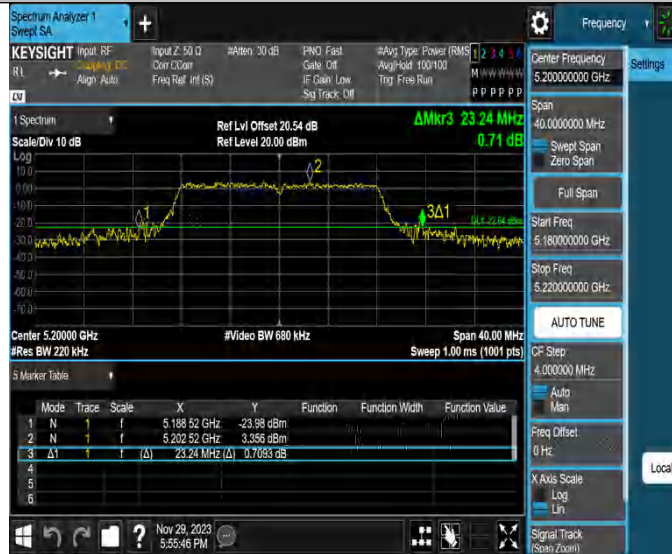 Spectrum Analyzer 1
Swept SA
+
Frequency
KEYSIGHT Input: RF Input Z: 50 Ω #Atten: 30 dB PNO: Fast #Avg Type: Power (RMS 1 2 3 4 5 6
RL Coupling: DC Corr CCorr Gate: Off Avg|Hold: 100/100 M W W W W W
Align: Auto Freq Ref: Int (S) IF Gain: Low Trig: Free Run
Sig Track: Off P P P P P P
1 Spectrum
Scale/Div 10 dB
Ref Lvl Offset 20.54 dB
Ref Level 20.00 dBm
ΔMkr3 23.24 MHz
0.71 dB
Log
10.0
0.00
-10.0
-20.0
-30.0
-40.0
-50.0
-60.0
-70.0
1
2
3Δ1
DL1 -22.64 dBm
Center 5.20000 GHz #Video BW 680 kHz Span 40.00 MHz
#Res BW 220 kHz Sweep 1.00 ms (1001 pts)
5 Marker Table
Mode Trace Scale X Y Function Function Width Function Value
1 N 1 f 5.188 52 GHz -23.98 dBm
2 N 1 f 5.202 52 GHz 3.356 dBm
3 Δ1 1 f (Δ) 23.24 MHz (Δ) 0.7093 dB
4
5
6
Nov 29, 2023
5:55:46 PM
Center Frequency
5.200000000 GHz
Settings
Span
40.0000000 MHz
Swept Span
Zero Span
Full Span
Start Freq
5.180000000 GHz
Stop Freq
5.220000000 GHz
AUTO TUNE
CF Step
4.000000 MHz
Auto
Man
Freq Offset
0 Hz
X Axis Scale
Log
Lin
Signal Track
(Span Zoom)
Local